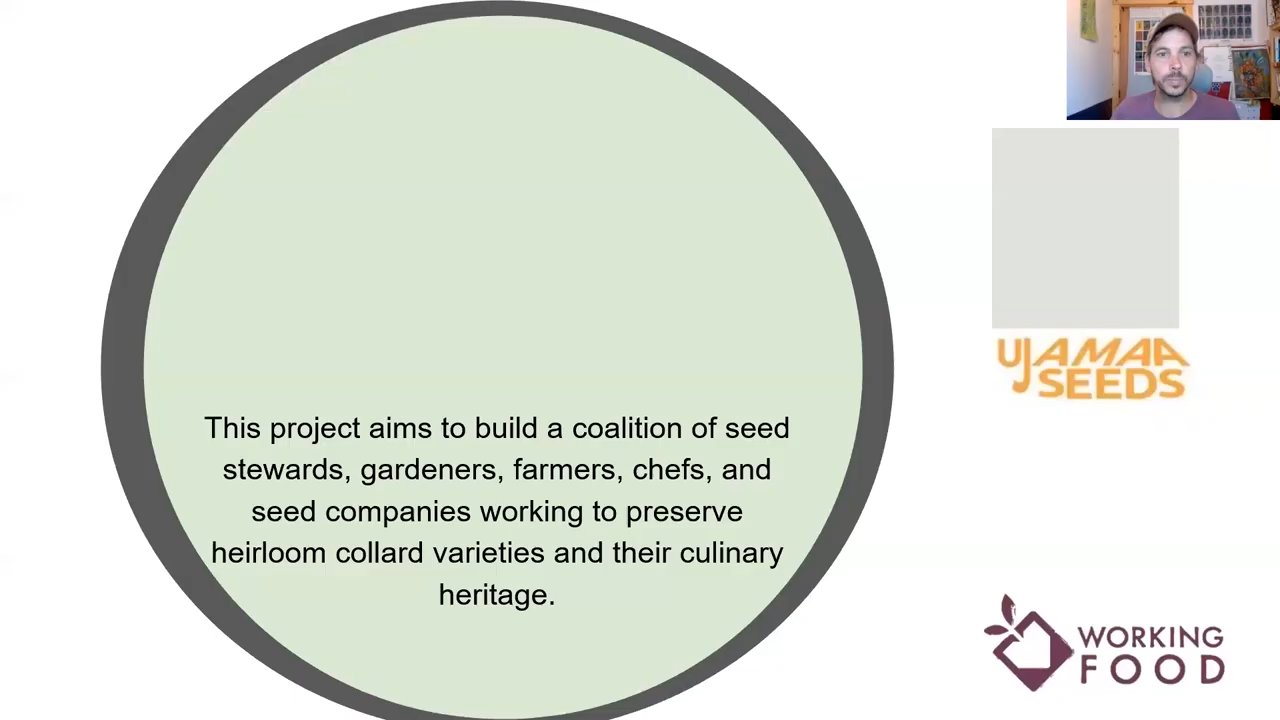 This project aims to build a coalition of seed
stewards, gardeners, farmers, chefs, and
seed companies working to preserve
heirloom collard varieties and their culinary
heritage.
UJAMAA
SEEDS
WORKING
FOOD